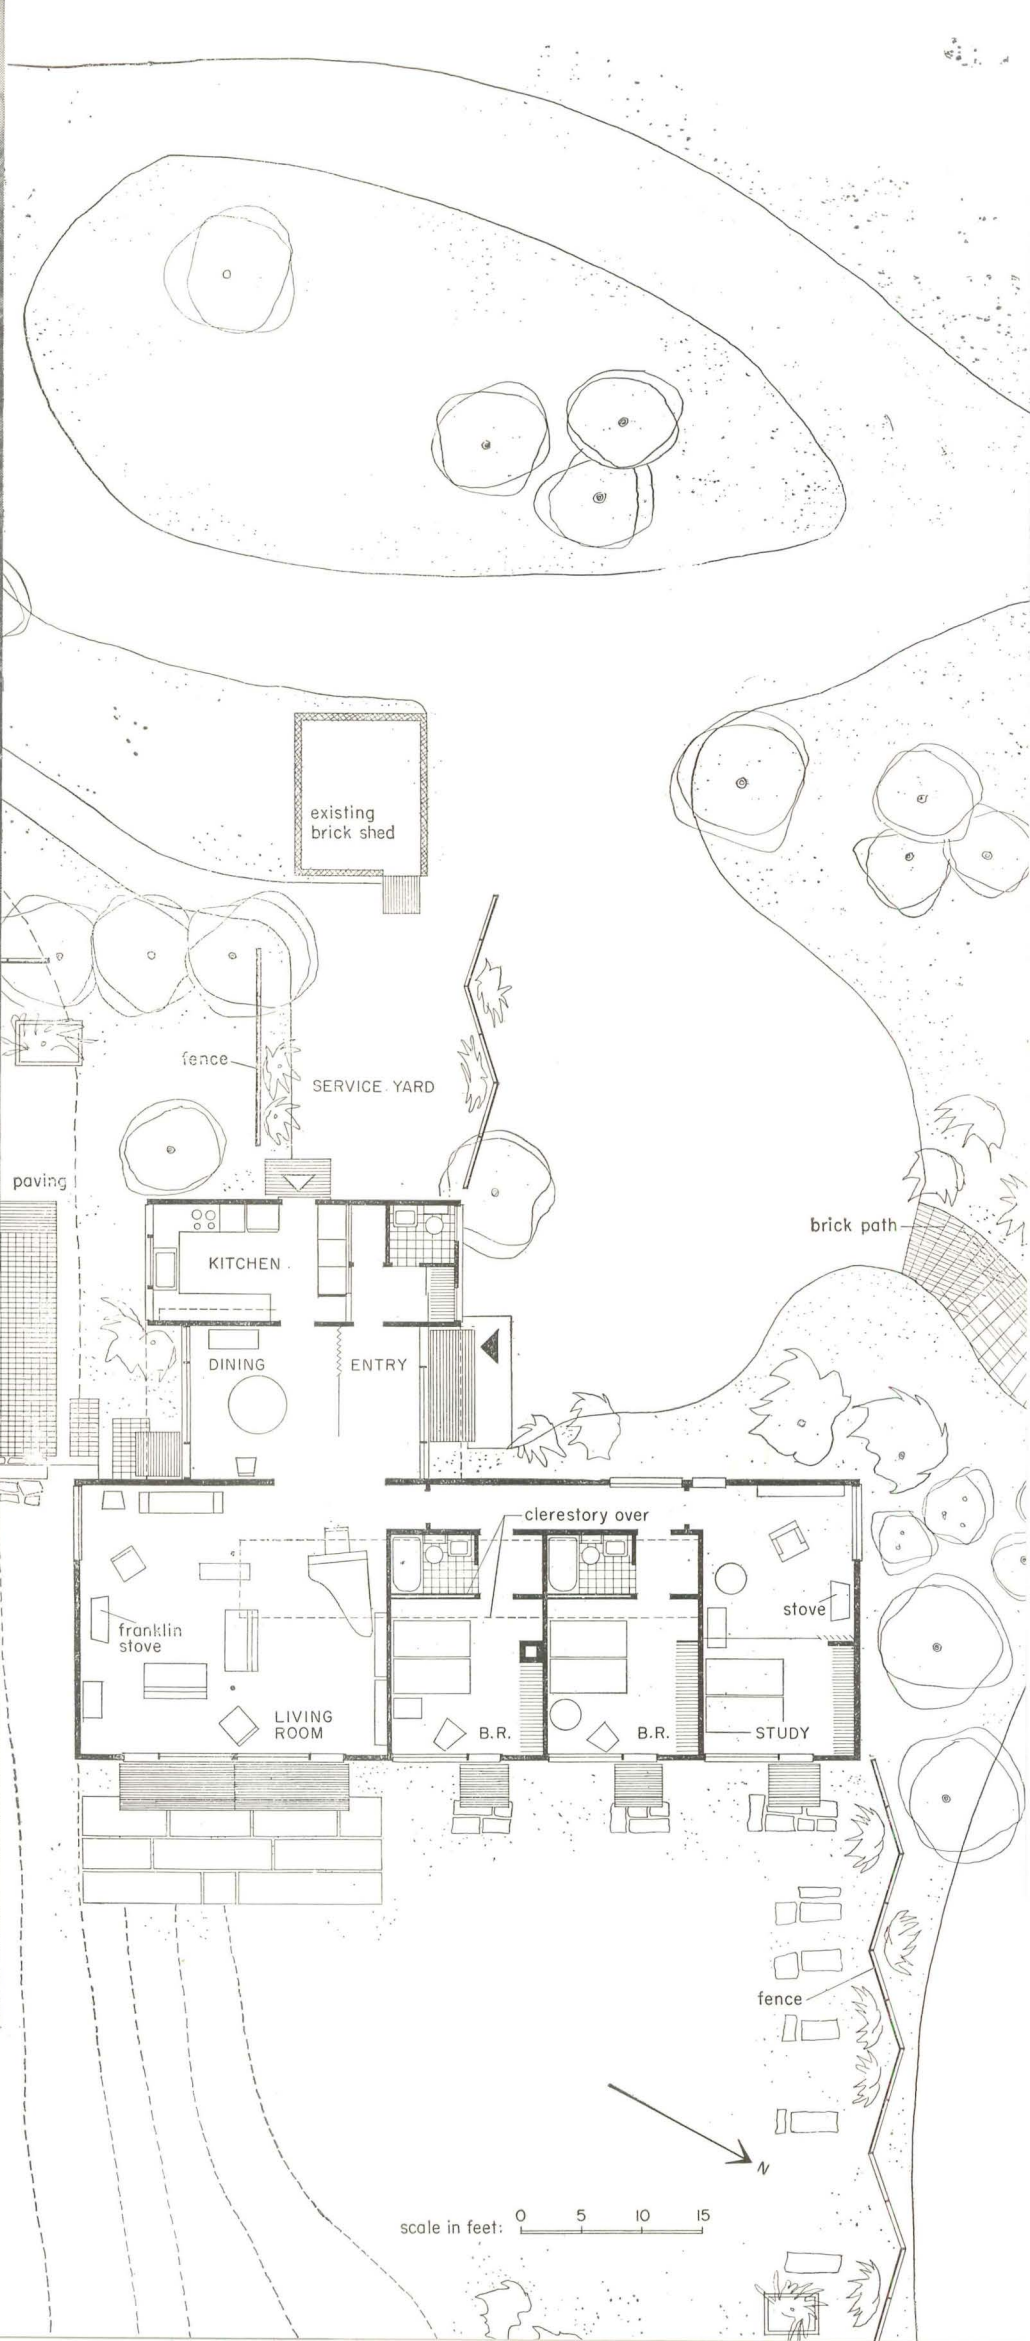 existing
brick shed
fence
SERVICE YARD
paving
brick path
KITCHEN
DINING
ENTRY
clerestory over
franklin
stove
stove
LIVING
ROOM
B.R.
B.R.
STUDY
fence
N
scale in feet: 0 5 10 15